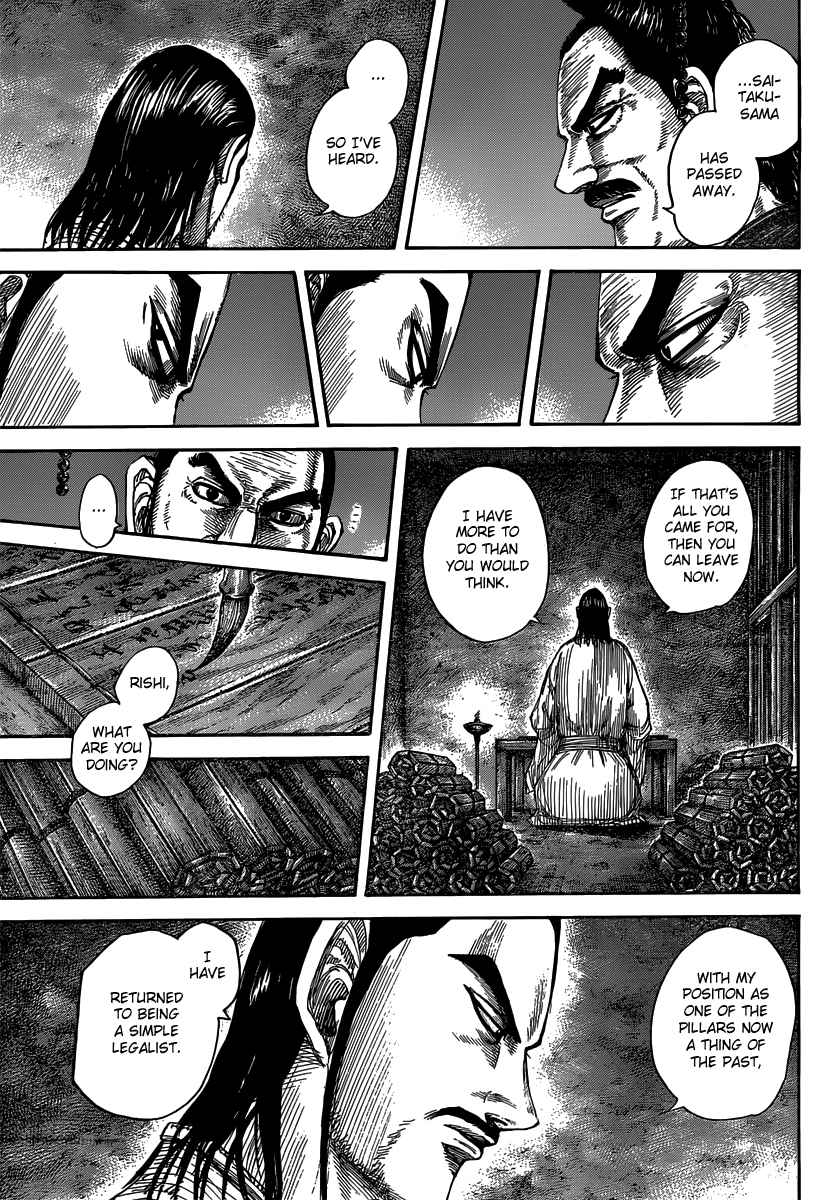 ...SAI-
TAKU-
SAMA
HAS
PASSED
AWAY.
...
SO I'VE
HEARD.
IF THAT'S
ALL YOU
CAME FOR,
THEN YOU
CAN LEAVE
NOW.
I HAVE
MORE TO
DO THAN
YOU WOULD
THINK.
...
RISHI,
WHAT
ARE YOU
DOING?
WITH MY
POSITION AS
ONE OF THE
PILLARS NOW
A THING OF
THE PAST,
I
HAVE
RETURNED
TO BEING
A SIMPLE
LEGALIST.